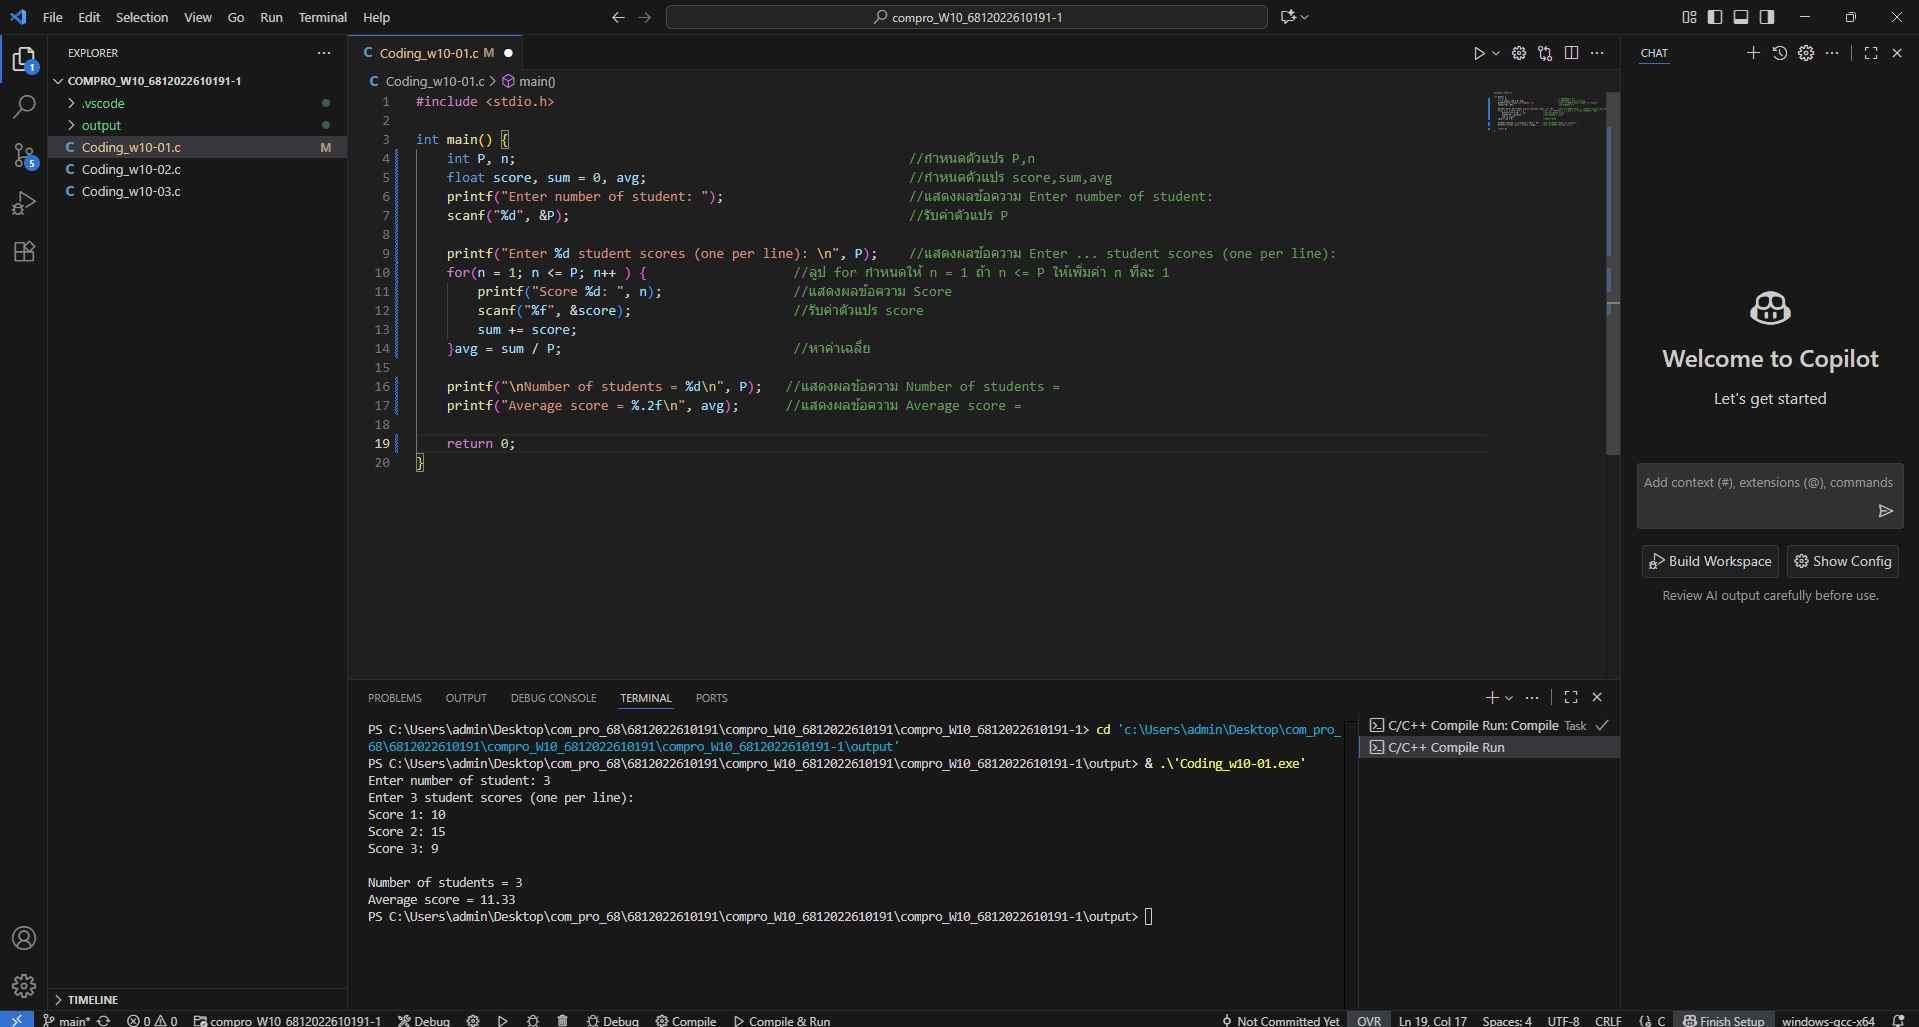 File Edit Selection View Go Run Terminal Help
compro_W10_6812022610191-1
EXPLORER
COMPRO_W10_6812022610191-1
.vscode
output
Coding_w10-01.c M
Coding_w10-02.c
Coding_w10-03.c
TIMELINE
1
5
Coding_w10-01.c M
Coding_w10-01.c > main()
1 #include <stdio.h>
2
3 int main() {
4 int P, n; //กำหนดตัวแปร P,n
5 float score, sum = 0, avg; //กำหนดตัวแปร score,sum,avg
6 printf("Enter number of student: "); //แสดงผลข้อความ Enter number of student:
7 scanf("%d", &P); //รับค่าตัวแปร P
8
9 printf("Enter %d student scores (one per line): \n", P); //แสดงผลข้อความ Enter ... student scores (one per line):
10 for(n = 1; n <= P; n++ ) { //ลูป for กำหนดให้ n = 1 ถ้า n <= P ให้เพิ่มค่า n ทีละ 1
11 printf("Score %d: ", n); //แสดงผลข้อความ Score
12 scanf("%f", &score); //รับค่าตัวแปร score
13 sum += score;
14 }avg = sum / P; //หาค่าเฉลี่ย
15
16 printf("\nNumber of students = %d\n", P); //แสดงผลข้อความ Number of students =
17 printf("Average score = %.2f\n", avg); //แสดงผลข้อความ Average score =
18
19 return 0;
20 }
PROBLEMS OUTPUT DEBUG CONSOLE TERMINAL PORTS
PS C:\Users\admin\Desktop\com_pro_68\6812022610191\compro_W10_6812022610191\compro_W10_6812022610191-1> cd 'c:\Users\admin\Desktop\com_pro_
68\6812022610191\compro_W10_6812022610191\compro_W10_6812022610191-1\output'
PS C:\Users\admin\Desktop\com_pro_68\6812022610191\compro_W10_6812022610191\compro_W10_6812022610191-1\output> & .\'Coding_w10-01.exe'
Enter number of student: 3
Enter 3 student scores (one per line):
Score 1: 10
Score 2: 15
Score 3: 9
Number of students = 3
Average score = 11.33
PS C:\Users\admin\Desktop\com_pro_68\6812022610191\compro_W10_6812022610191\compro_W10_6812022610191-1\output>
C/C++ Compile Run: Compile Task
C/C++ Compile Run
CHAT
Welcome to Copilot
Let's get started
Add context (#), extensions (@), commands
Build Workspace Show Config
Review AI output carefully before use.
main* 0 0 compro_W10_6812022610191-1 Debug Debug Compile Compile & Run Not Committed Yet OVR Ln 19, Col 17 Spaces: 4 UTF-8 CRLF {} C Finish Setup windows-gcc-x64